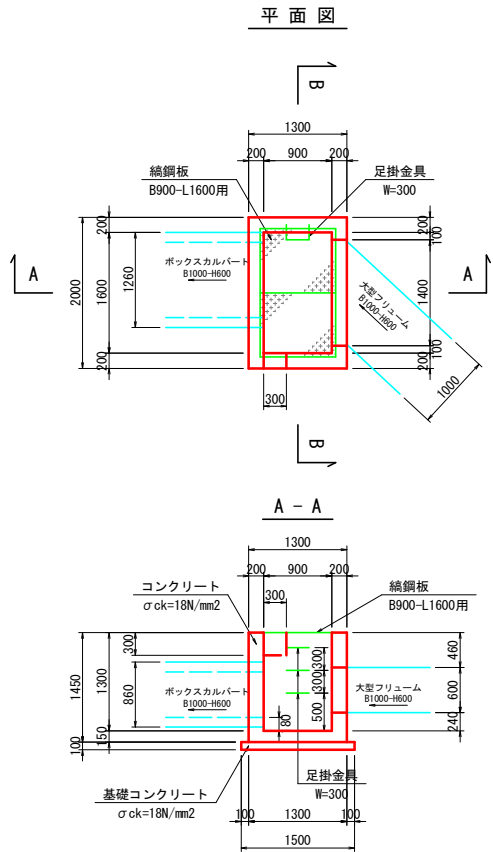 平 面 図
B
1300
200 900 200
縞鋼板
B900-L1600用
足掛金具
W=300
A
A
2000
200
1600
200
1260
ボックスカルバート
B1000-H600
大型フリューム
B1000-H600
200
100
1400
100
200
1000
300
B
A - A
1300
200 900 200
コンクリート
σck=18N/mm2
300
縞鋼板
B900-L1600用
1450
100
1300
150
300
860
ボックスカルバート
B1000-H600
80
300
300
500
大型フリューム
B1000-H600
460
600
240
足掛金具
W=300
基礎コンクリート
σck=18N/mm2
100 1300 100
1500